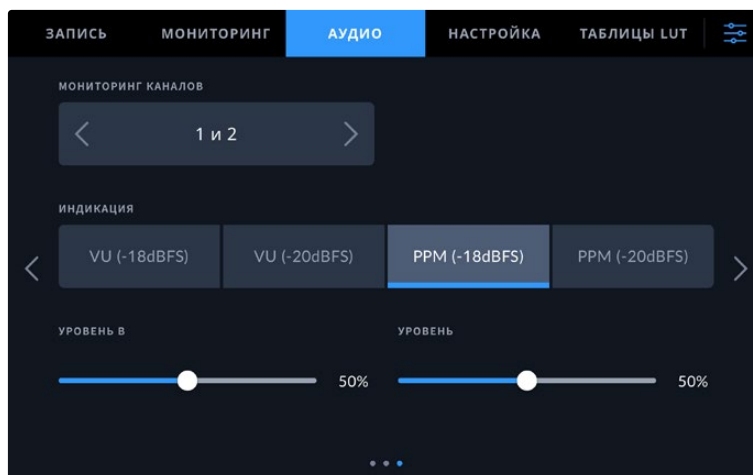 ЗАПИСЬ МОНИТОРИНГ АУДИО НАСТРОЙКА ТАБЛИЦЫ LUT
МОНИТОРИНГ КАНАЛОВ
1 и 2
ИНДИКАЦИЯ
VU (-18dBFS) VU (-20dBFS) PPM (-18dBFS) PPM (-20dBFS)
УРОВЕНЬ В УРОВЕНЬ
50% 50%